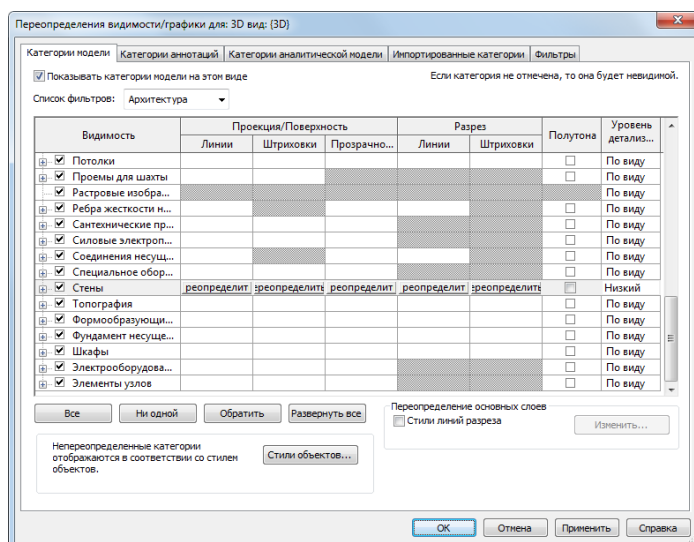 Переопределения видимости/графики для: 3D вид: {3D}
Категории модели Категории аннотаций Категории аналитической модели Импортированные категории Фильтры
Показывать категории модели на этом виде Если категория не отмечена, то она будет невидимой.
Список фильтров: Архитектура
Видимость Проекция/Поверхность Разрез Полутона Уровень детализ...
Линии Штриховки Прозрачно... Линии Штриховки
Потолки По виду
Проемы для шахты По виду
Растровые изобра... По виду
Ребра жесткости н... По виду
Сантехнические пр... По виду
Силовые электроп... По виду
Соединения несущ... По виду
Специальное обор... По виду
Стены реопределит ереопределить реопределит реопределит ереопределить Низкий
Топография По виду
Формообразующи... По виду
Фундамент несуще... По виду
Шкафы По виду
Электрооборудова... По виду
Элементы узлов По виду
Все Ни одной Обратить Развернуть все
Переопределение основных слоев
Стили линий разреза Изменить...
Непереопределенные категории
отображаются в соответствии со стилем
объектов.
Стили объектов...
ОК Отмена Применить Справка